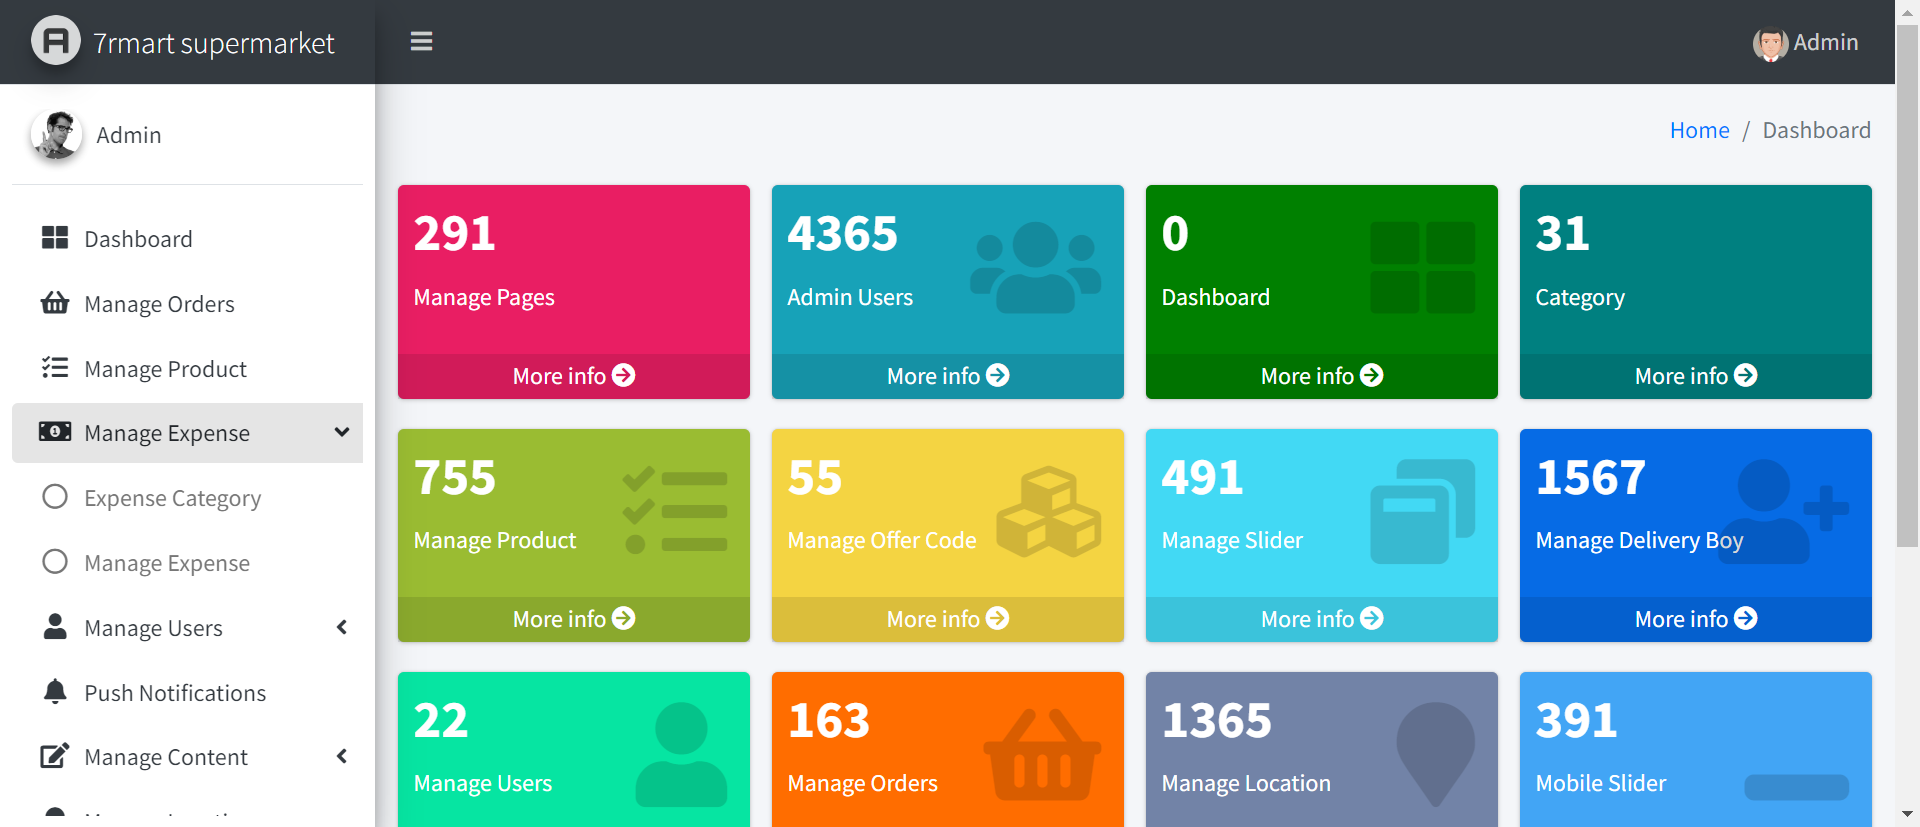 7rmart supermarket
Admin
Admin
Home / Dashboard
Dashboard
Manage Orders
Manage Product
Manage Expense
Expense Category
Manage Expense
Manage Users
Push Notifications
Manage Content
291
Manage Pages
More info
4365
Admin Users
More info
0
Dashboard
More info
31
Category
More info
755
Manage Product
More info
55
Manage Offer Code
More info
491
Manage Slider
More info
1567
Manage Delivery Boy
More info
22
Manage Users
163
Manage Orders
1365
Manage Location
391
Mobile Slider